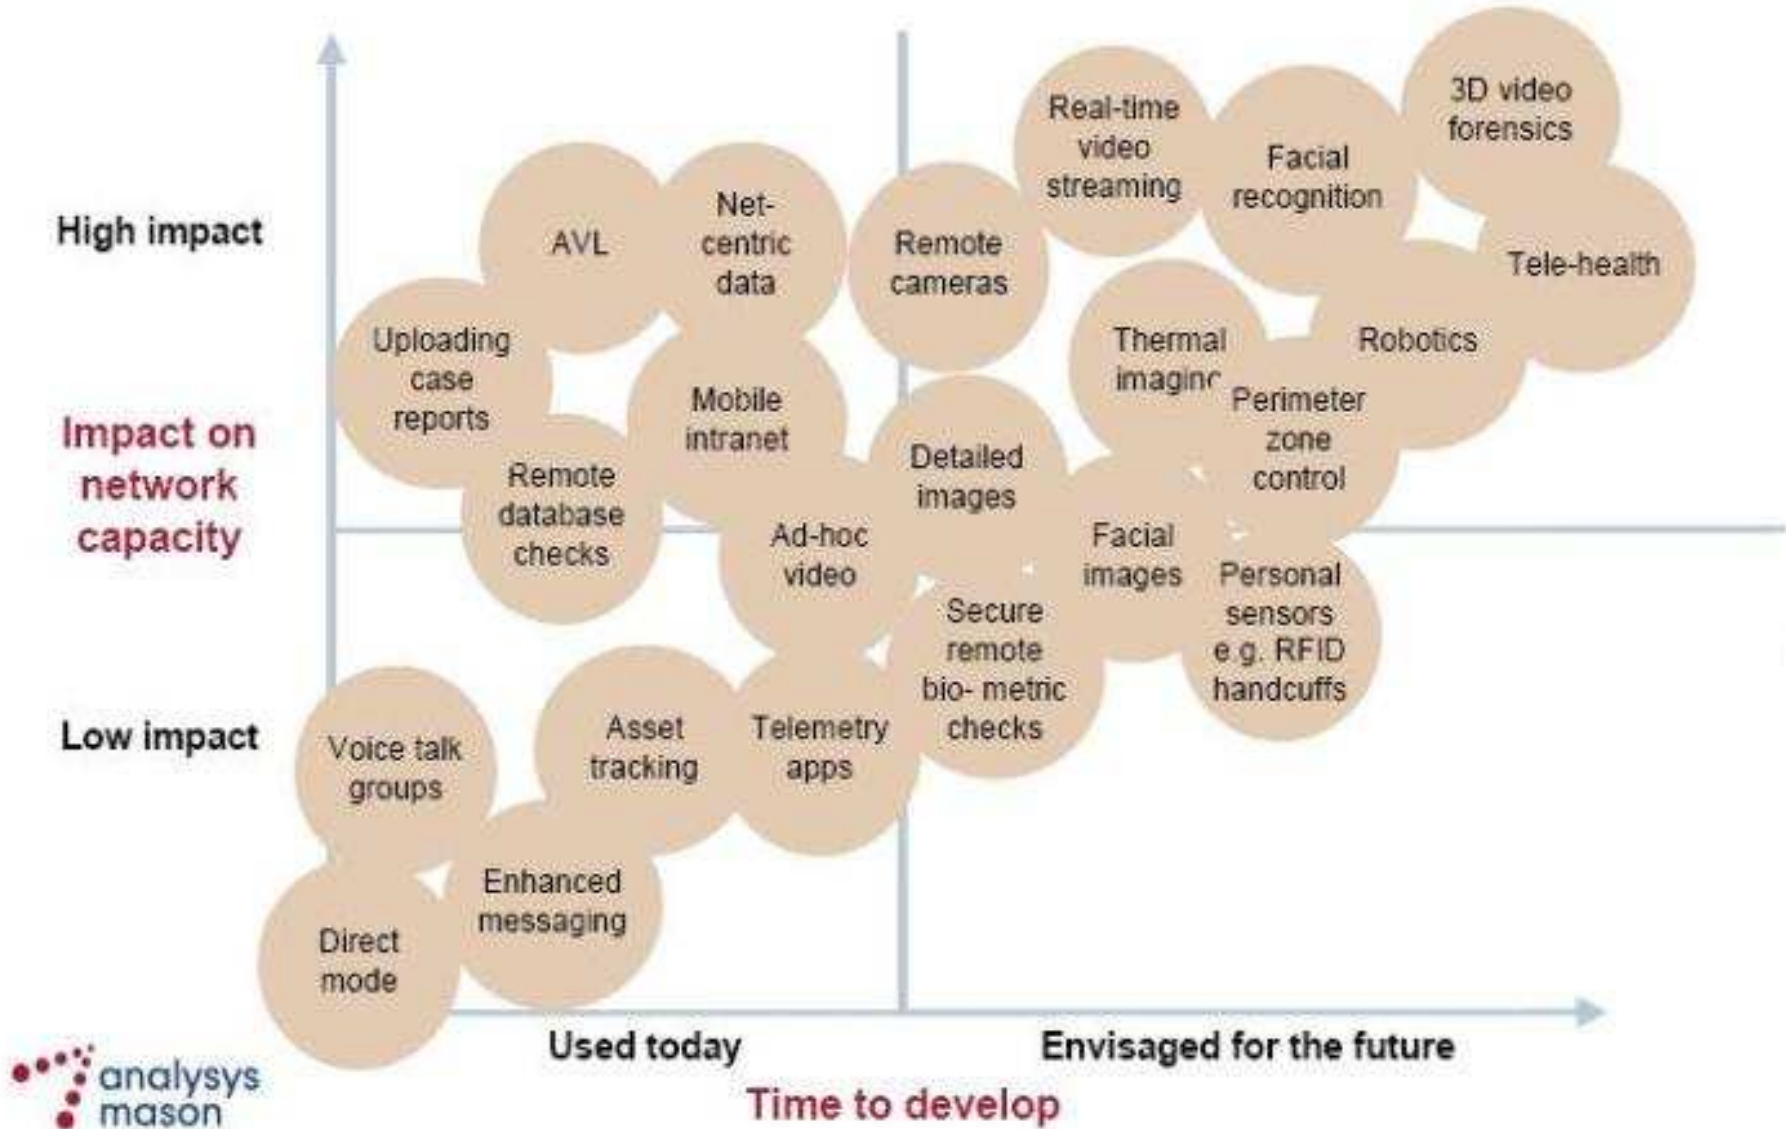 High impact
Impact on
network
capacity
Low impact
AVL
Net-
centric
data
Remote
cameras
Real-time
video
streaming
Facial
recognition
3D video
forensics
Tele-health
Uploading
case
reports
Mobile
intranet
Thermal
imaging
Robotics
Perimeter
zone
control
Remote
database
checks
Detailed
images
Ad-hoc
video
Facial
images
Personal
sensors
e.g. RFID
handcuffs
Secure
remote
bio- metric
checks
Voice talk
groups
Asset
tracking
Telemetry
apps
Enhanced
messaging
Direct
mode
Used today
Envisaged for the future
Time to develop
analysys
mason